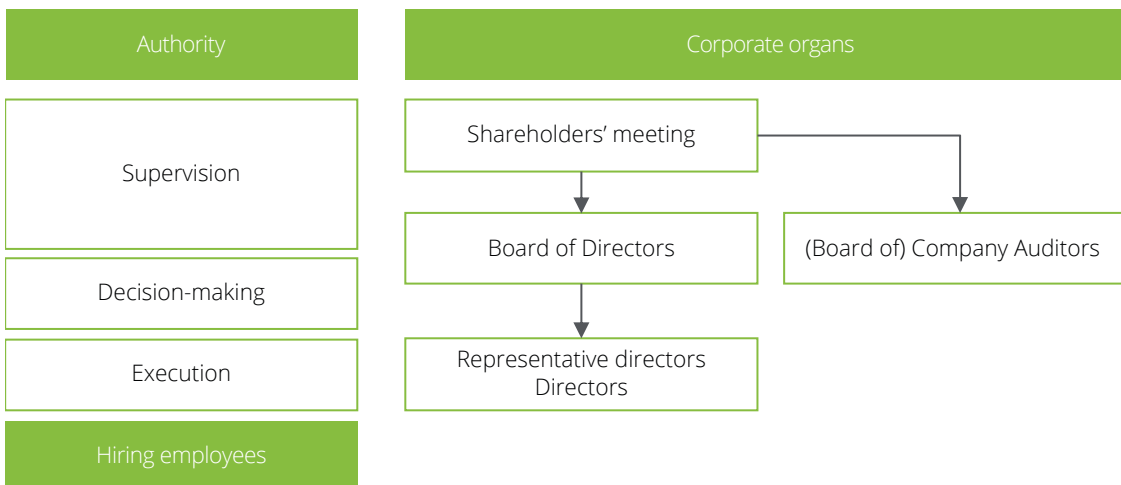 Authority
Corporate organs
Supervision
Shareholders’ meeting
Board of Directors
(Board of) Company Auditors
Decision-making
Execution
Representative directors
Directors
Hiring employees